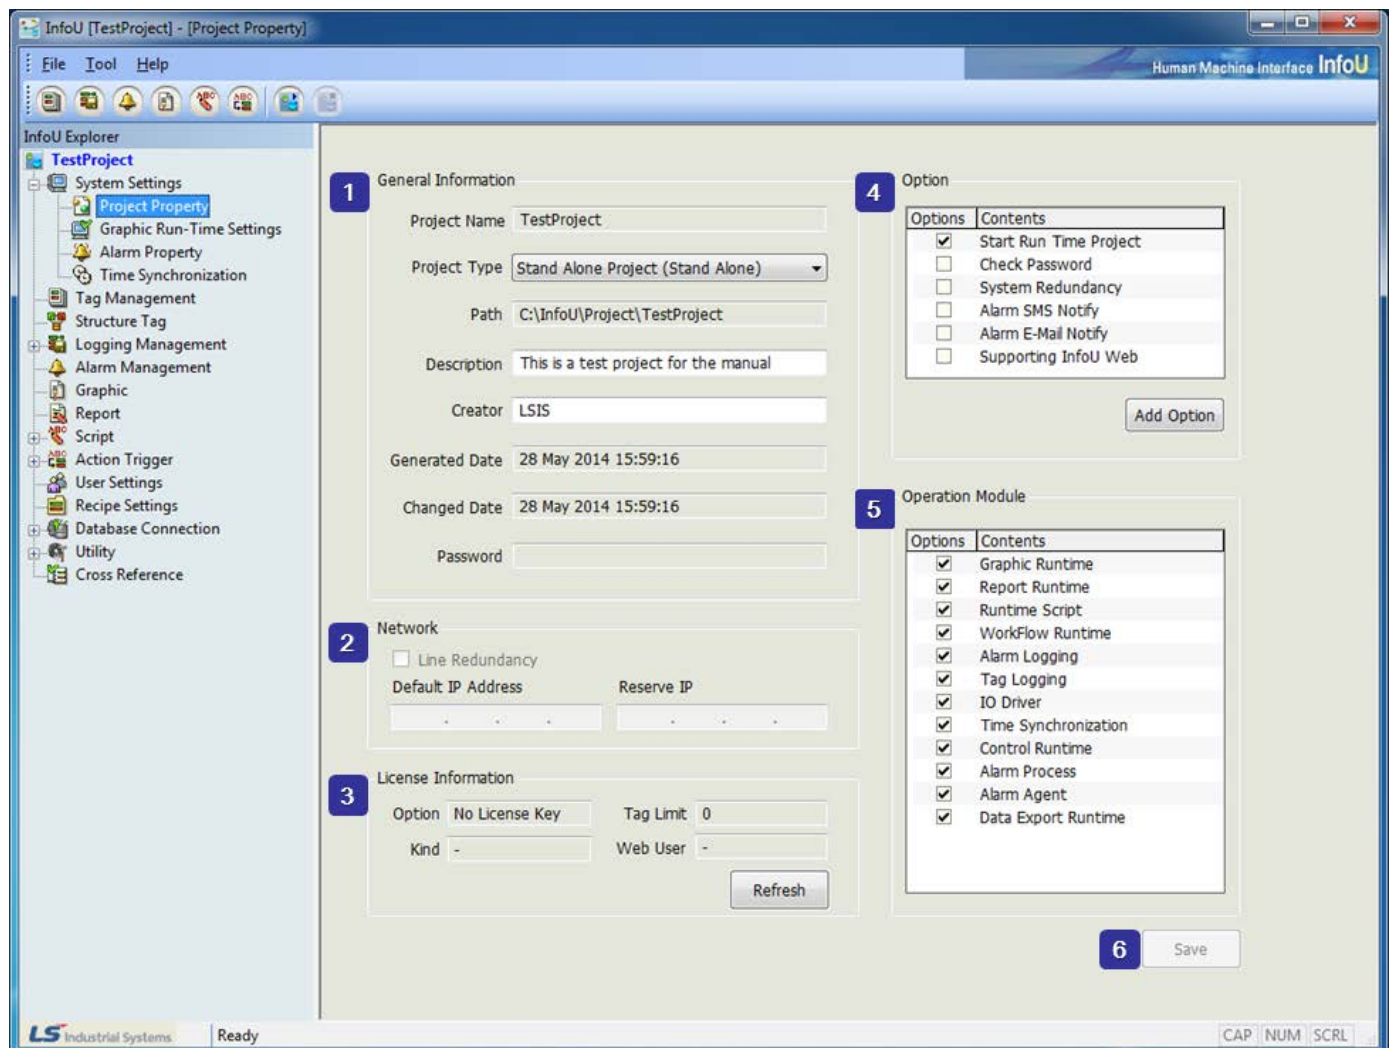 InfoU [TestProject] - [Project Property]
File Tool Help
Human Machine Interface InfoU
InfoU Explorer
TestProject
System Settings
Project Property
Graphic Run-Time Settings
Alarm Property
Time Synchronization
Tag Management
Structure Tag
Logging Management
Alarm Management
Graphic
Report
Script
Action Trigger
User Settings
Recipe Settings
Database Connection
Utility
Cross Reference
1 General Information
Project Name TestProject
Project Type Stand Alone Project (Stand Alone)
Path C:\InfoU\Project\TestProject
Description This is a test project for the manual
Creator LSIS
Generated Date 28 May 2014 15:59:16
Changed Date 28 May 2014 15:59:16
Password
2 Network
Line Redundancy
Default IP Address Reserve IP
. . . . . .
3 License Information
Option No License Key Tag Limit 0
Kind - Web User -
Refresh
4 Option
Options Contents
Start Run Time Project
Check Password
System Redundancy
Alarm SMS Notify
Alarm E-Mail Notify
Supporting InfoU Web
Add Option
5 Operation Module
Options Contents
Graphic Runtime
Report Runtime
Runtime Script
WorkFlow Runtime
Alarm Logging
Tag Logging
IO Driver
Time Synchronization
Control Runtime
Alarm Process
Alarm Agent
Data Export Runtime
6 Save
LS Industrial Systems Ready CAP NUM SCRL